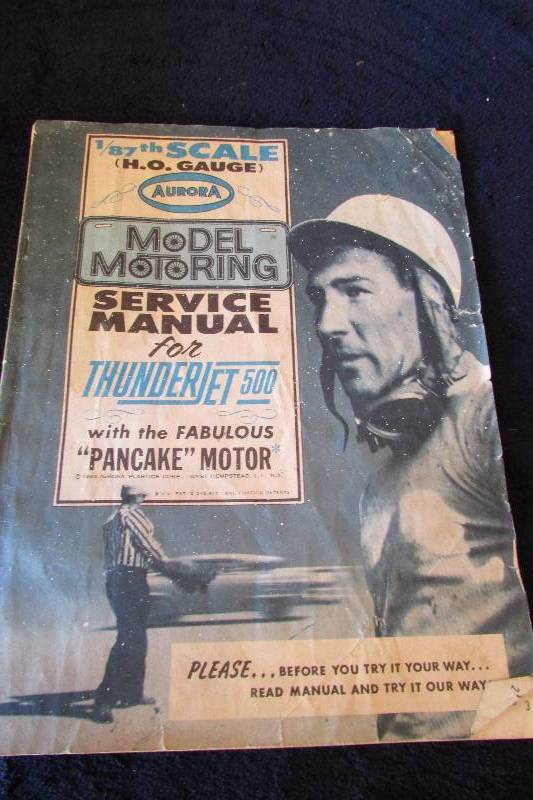 1/87th SCALE
(H.O. GAUGE)
AURORA
MODEL
MOTORING
SERVICE
MANUAL
for
THUNDERJET 500
with the FABULOUS
"PANCAKE" MOTOR*
PLEASE... BEFORE YOU TRY IT YOUR WAY...
READ MANUAL AND TRY IT OUR WAY